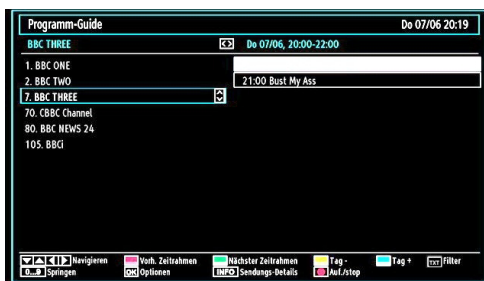 Programm-Guide Do 07/06 20:19
BBC THREE Do 07/06, 20:00-22:00
1. BBC ONE
2. BBC TWO 21:00 Bust My Ass
7. BBC THREE
70. CBBC Channel
80. BBC NEWS 24
105. BBCi
Navigieren Vorh. Zeitrahmen Nächster Zeitrahmen Tag - Tag + TXT Filter
0...9 Springen OK Optionen INFO Sendungs-Details Auf./stop